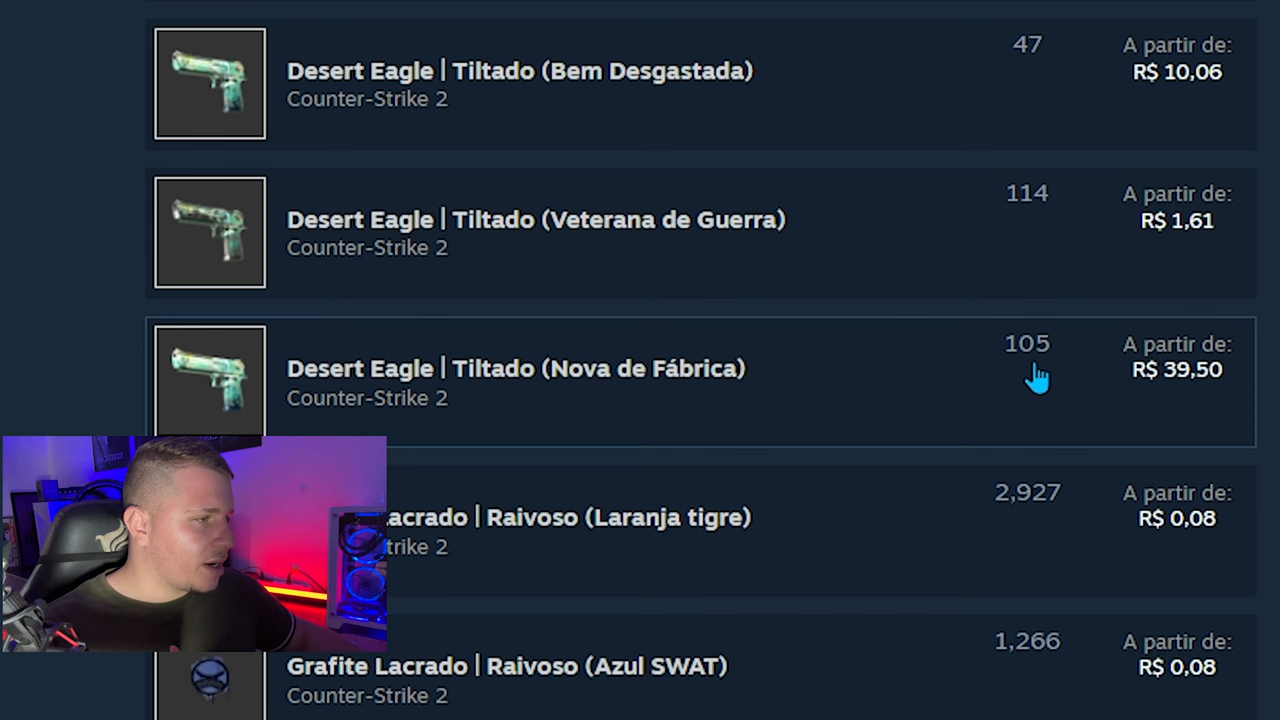 47
A partir de:
Desert Eagle | Tiltado (Bem Desgastada)
R$ 10,06
Counter-Strike 2
114
A partir de:
Desert Eagle | Tiltado (Veterana de Guerra)
R$ 1,61
Counter-Strike 2
105
A partir de:
Desert Eagle | Tiltado (Nova de Fábrica)
R$ 39,50
Counter-Strike 2
2,927
A partir de:
acrado | Raivoso (Laranja tigre)
R$ 0,08
trike 2
1,266
A partir de:
Grafite Lacrado | Raivoso (Azul SWAT)
R$ 0,08
Counter-Strike 2